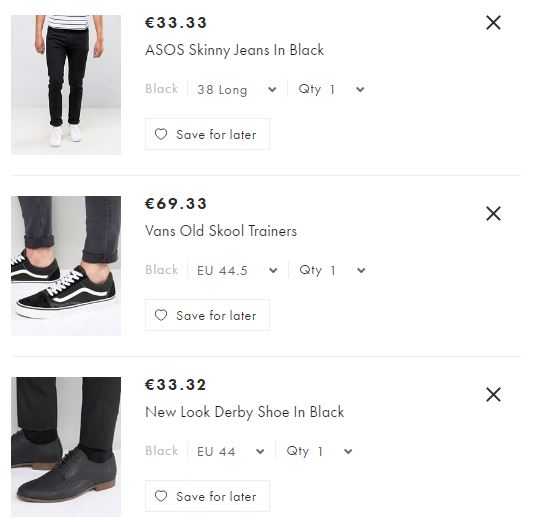 €33.33
ASOS Skinny Jeans In Black
Black 38 Long Qty 1
Save for later
€69.33
Vans Old Skool Trainers
Black EU 44.5 Qty 1
Save for later
€33.32
New Look Derby Shoe In Black
Black EU 44 Qty 1
Save for later